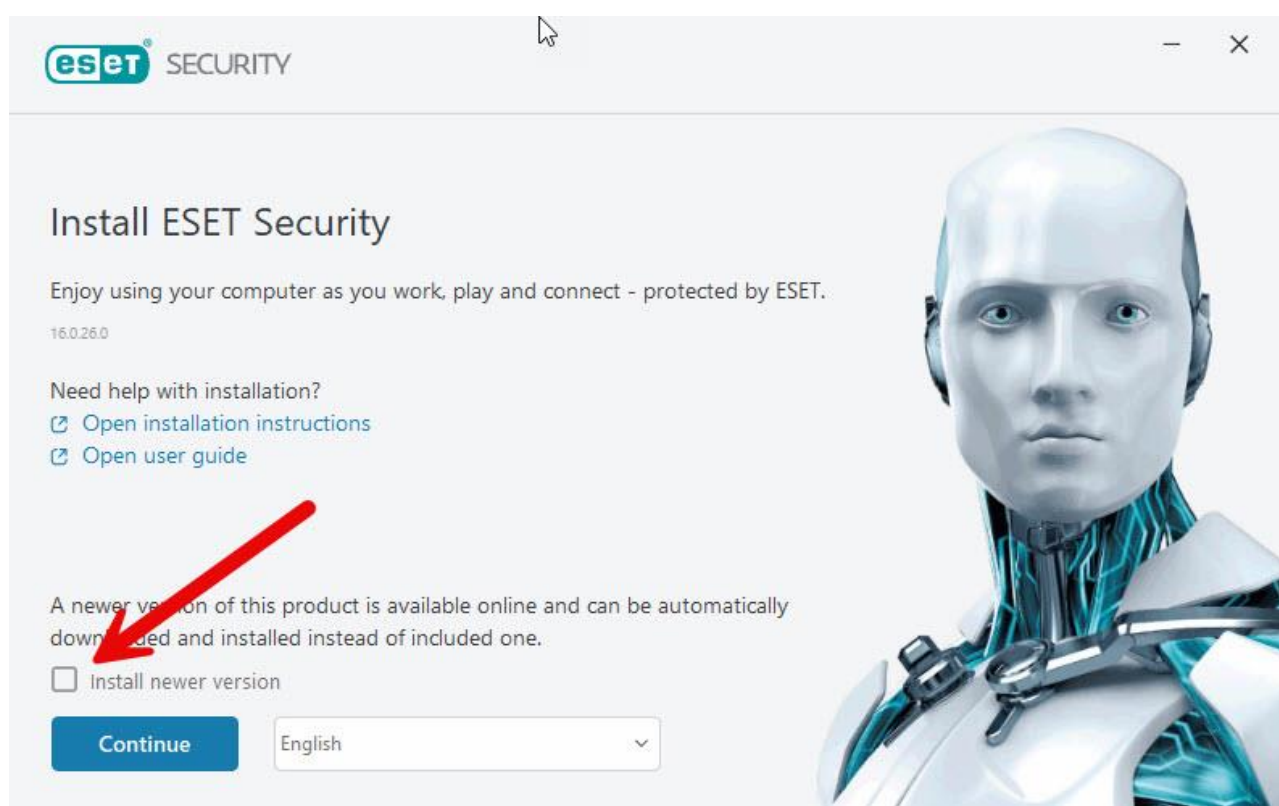 eset® SECURITY
Install ESET Security
Enjoy using your computer as you work, play and connect - protected by ESET.
16.0.26.0
Need help with installation?
Open installation instructions
Open user guide
A newer version of this product is available online and can be automatically
downloaded and installed instead of included one.
Install newer version
Continue
English